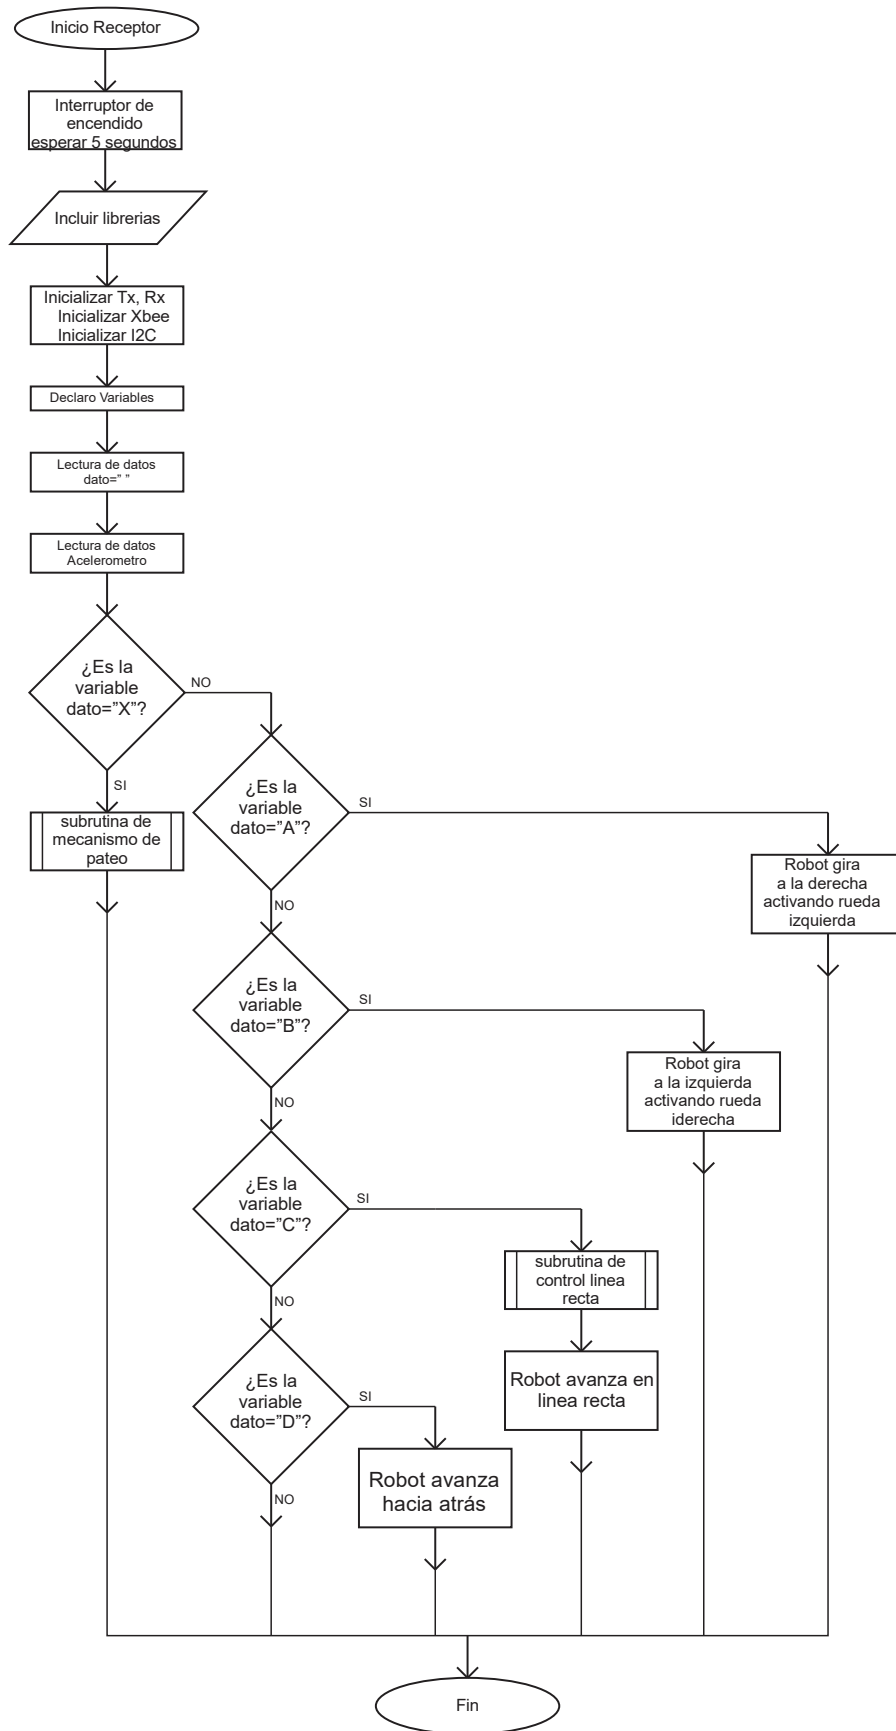 Inicio Receptor
Interruptor de
encendido
esperar 5 segundos
Incluir librerias
Inicializar Tx, Rx
Inicializar Xbee
Inicializar I2C
Declaro Variables
Lectura de datos
dato=” ”
Lectura de datos
Acelerometro
¿Es la
variable
dato=”X”?
NO
SI
subrutina de
mecanismo de
pateo
¿Es la
variable
dato=”A”?
SI
Robot gira
a la derecha
activando rueda
izquierda
NO
¿Es la
variable
dato=”B”?
SI
Robot gira
a la izquierda
activando rueda
iderecha
NO
¿Es la
variable
dato=”C”?
SI
subrutina de
control linea
recta
Robot avanza en
linea recta
NO
¿Es la
variable
dato=”D”?
SI
Robot avanza
hacia atrás
NO
Fin